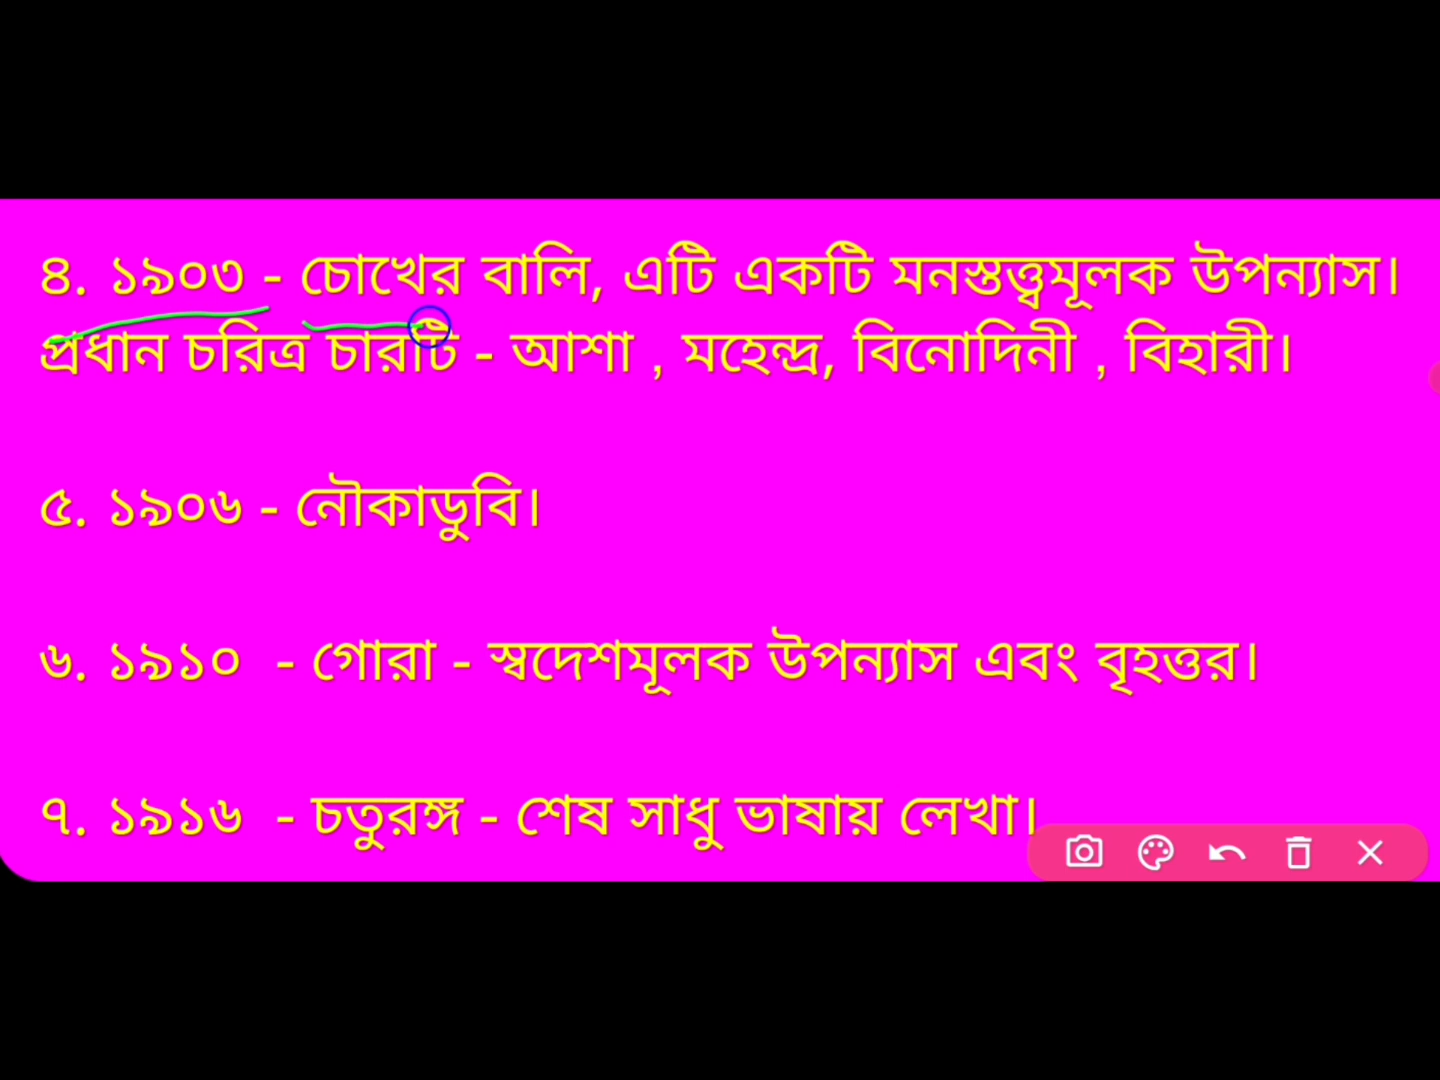 ৪. ১৯০৩ - চোখের বালি, এটি একটি মনস্তত্ত্বমূলক উপন্যাস।
প্রধান চরিত্র চারটি - আশা , মহেন্দ্র, বিনোদিনী , বিহারী।
৫. ১৯০৬ - নৌকাডুবি।
৬. ১৯১০ - গোরা - স্বদেশমূলক উপন্যাস এবং বৃহত্তর।
৭. ১৯১৬ - চতুরঙ্গ - শেষ সাধু ভাষায় লেখা।